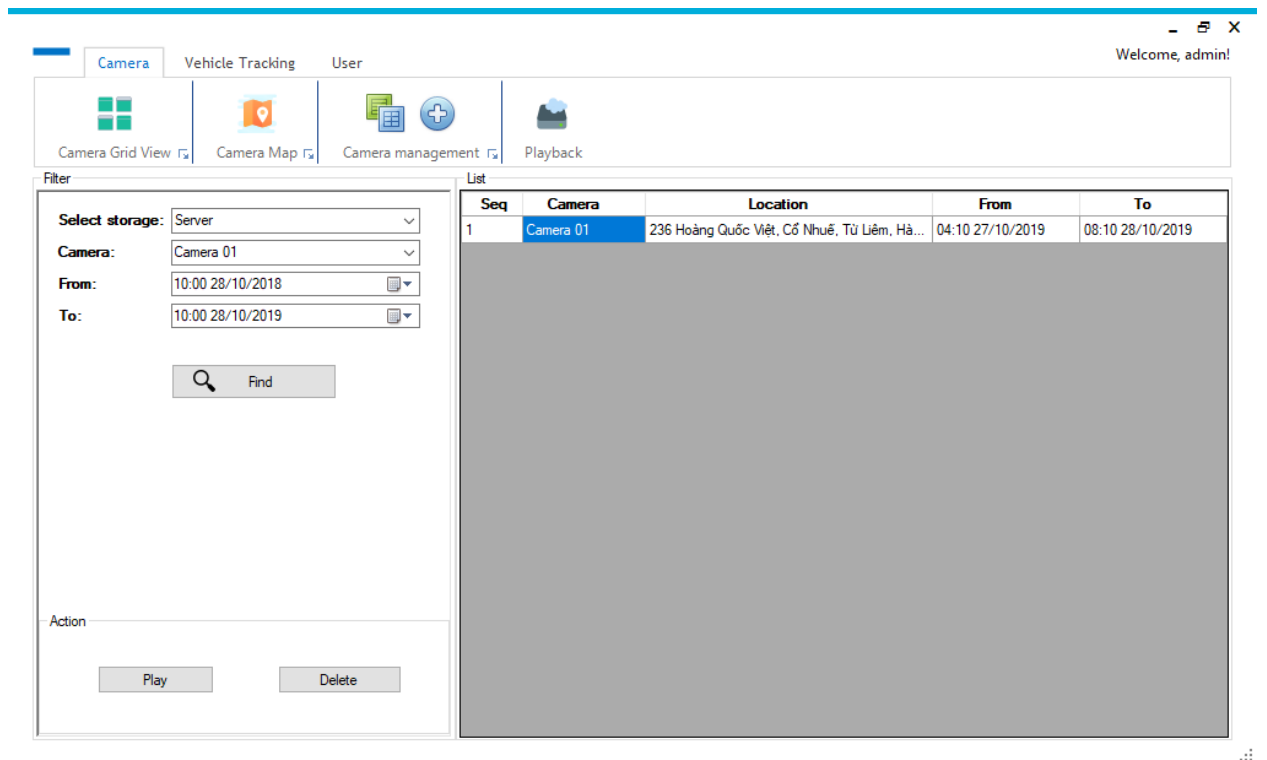 Welcome, admin!
Camera Vehicle Tracking User
Camera Grid View Camera Map Camera management Playback
Filter
Select storage: Server
Camera: Camera 01
From: 10:00 28/10/2018
To: 10:00 28/10/2019
Find
Action
Play Delete
List
Seq Camera Location From To
1 Camera 01 236 Hoàng Quốc Việt, Cổ Nhuế, Từ Liêm, Hà... 04:10 27/10/2019 08:10 28/10/2019